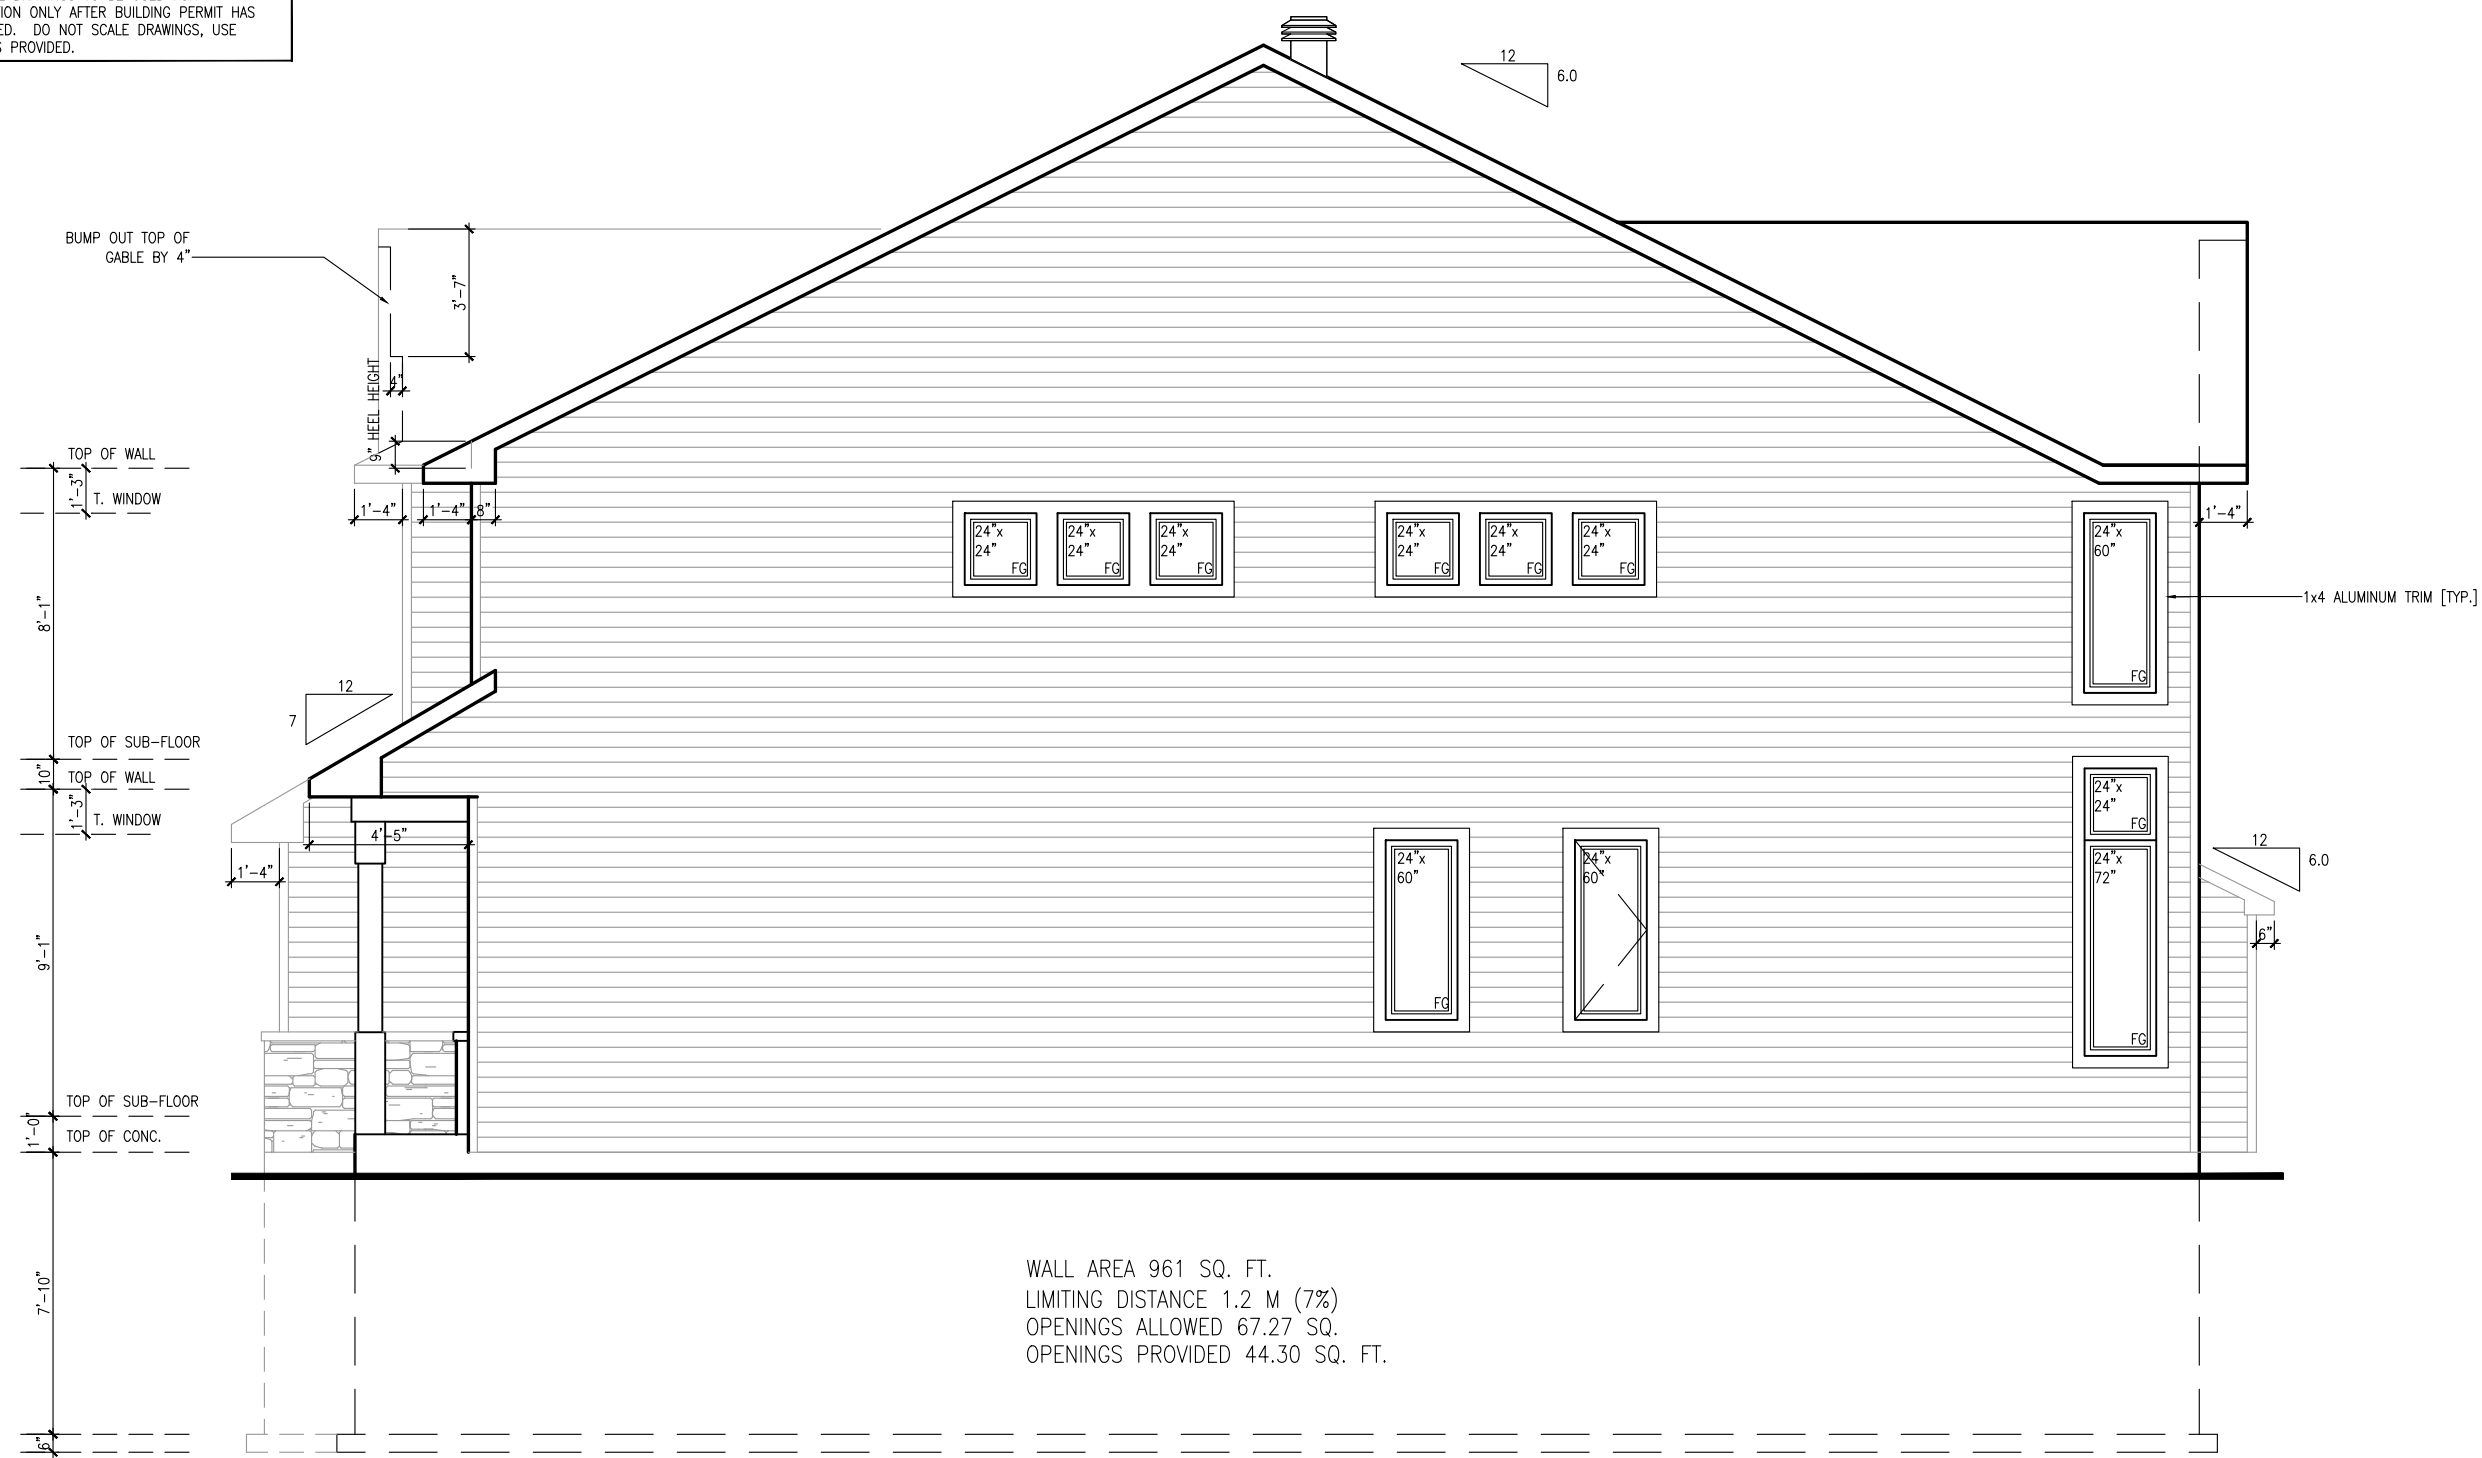 TION ONLY AFTER BUILDING PERMIT HAS
ED. DO NOT SCALE DRAWINGS, USE
S PROVIDED.
12
6.0
BUMP OUT TOP OF
GABLE BY 4"
3'-7"
4"
9" HEEL HEIGHT
TOP OF WALL
1'-3"
T. WINDOW
1'-4"
1'-4"
8"
1'-4"
24"x
24"
FG
24"x
24"
FG
24"x
24"
FG
24"x
24"
FG
24"x
24"
FG
24"x
24"
FG
24"x
60"
FG
1x4 ALUMINUM TRIM [TYP.]
8'-1"
12
7
TOP OF SUB-FLOOR
10"
TOP OF WALL
1'-3"
T. WINDOW
4'-5"
1'-4"
24"x
60"
FG
24"x
60"
24"x
24"
FG
24"x
72"
FG
12
6.0
6"
9'-1"
TOP OF SUB-FLOOR
1'-0"
TOP OF CONC.
7'-10"
6"
WALL AREA 961 SQ. FT.
LIMITING DISTANCE 1.2 M (7%)
OPENINGS ALLOWED 67.27 SQ.
OPENINGS PROVIDED 44.30 SQ. FT.